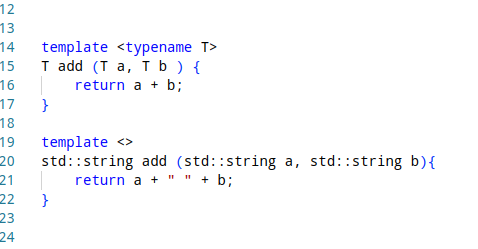 12
13
14 template <typename T>
15 T add (T a, T b ) {
16     return a + b;
17 }
18
19 template <>
20 std::string add (std::string a, std::string b){
21     return a + " " + b;
22 }
23
24